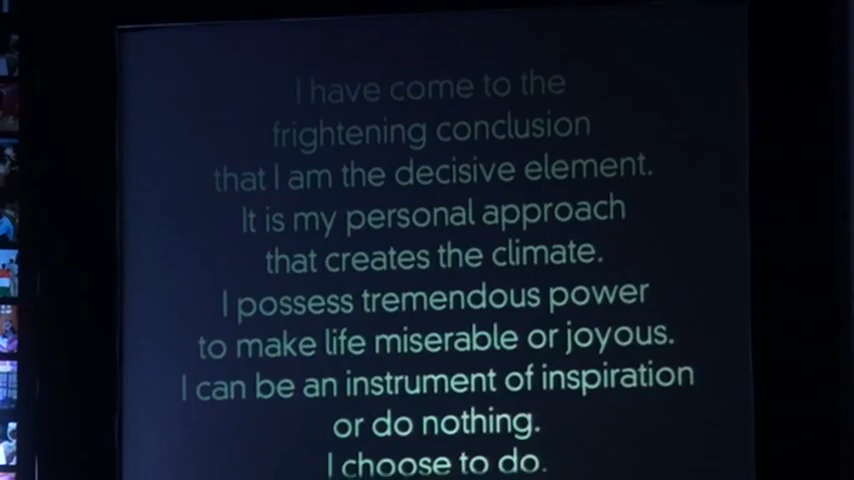 I have come to the
frightening conclusion
that I am the decisive element.
It is my personal approach
that creates the climate.
I possess tremendous power
to make life miserable or joyous.
I can be an instrument of inspiration
or do nothing.
I choose to do.